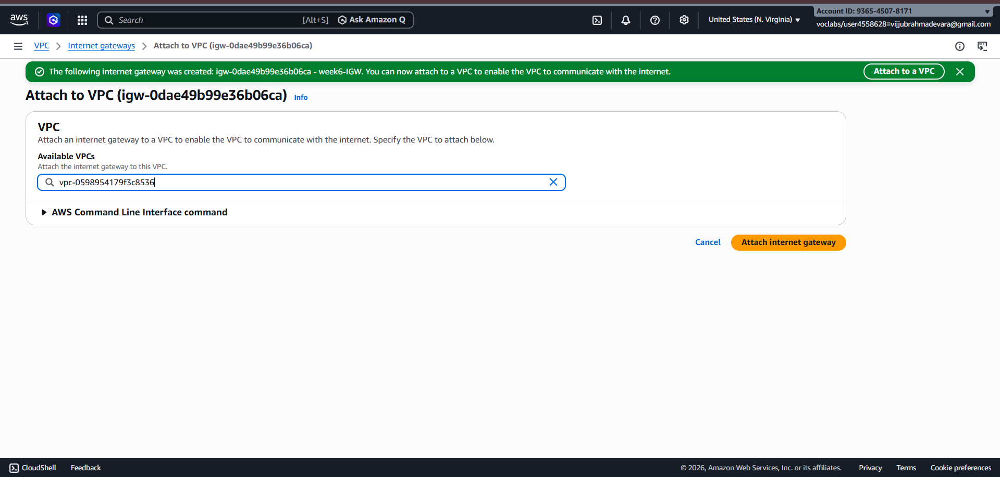 aws
Search [Alt+S] Ask Amazon Q
United States (N. Virginia)
Account ID: 9365-4507-8171
voclabs/user4558628=vijjubrahmadevara@gmail.com
VPC Internet gateways Attach to VPC (igw-0dae49b99e36b06ca)
The following internet gateway was created: igw-0dae49b99e36b06ca - week6-IGW. You can now attach to a VPC to enable the VPC to communicate with the internet. Attach to a VPC
Attach to VPC (igw-0dae49b99e36b06ca) Info
VPC
Attach an internet gateway to a VPC to enable the VPC to communicate with the internet. Specify the VPC to attach below.
Available VPCs
Attach the internet gateway to this VPC.
vpc-0598954179f3c8536
AWS Command Line Interface command
Cancel Attach internet gateway
CloudShell Feedback © 2026, Amazon Web Services, Inc. or its affiliates. Privacy Terms Cookie preferences